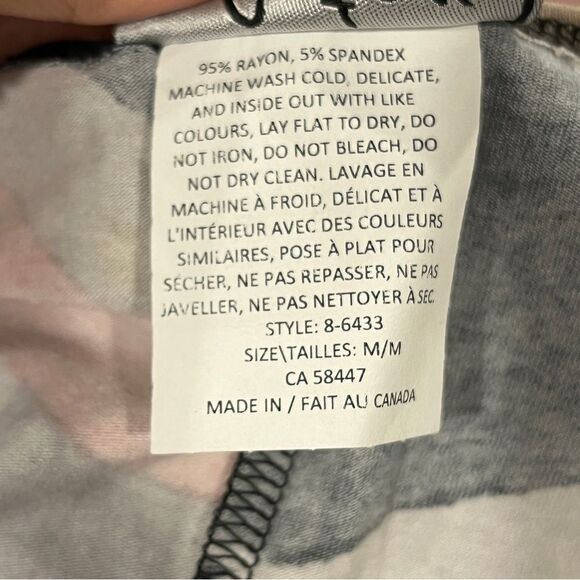 95% RAYON, 5% SPANDEX
MACHINE WASH COLD, DELICATE,
AND INSIDE OUT WITH LIKE
COLOURS, LAY FLAT TO DRY, DO
NOT IRON, DO NOT BLEACH, DO
NOT DRY CLEAN. LAVAGE EN
MACHINE À FROID, DÉLICAT ET À
L'INTÉRIEUR AVEC DES COULEURS
SIMILAIRES, POSE À PLAT POUR
SÉCHER, NE PAS REPASSER, NE PAS
JAVELLER, NE PAS NETTOYER À SEC.
STYLE: 8-6433
SIZE\TAILLES: M/M
CA 58447
MADE IN / FAIT AU CANADA